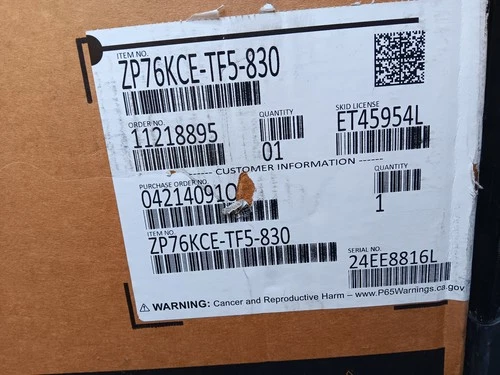 ITEM NO.
ZP76KCE-TF5-830
ORDER NO.
11218895
QUANTITY
01
SKID LICENSE
ET45954L
CUSTOMER INFORMATION
PURCHASE ORDER NO
042140910
QUANTITY
1
ITEM NO.
ZP76KCE-TF5-830
SERIAL NO.
24EE8816L
⚠ WARNING: Cancer and Reproductive Harm – www.P65Warnings.ca.gov